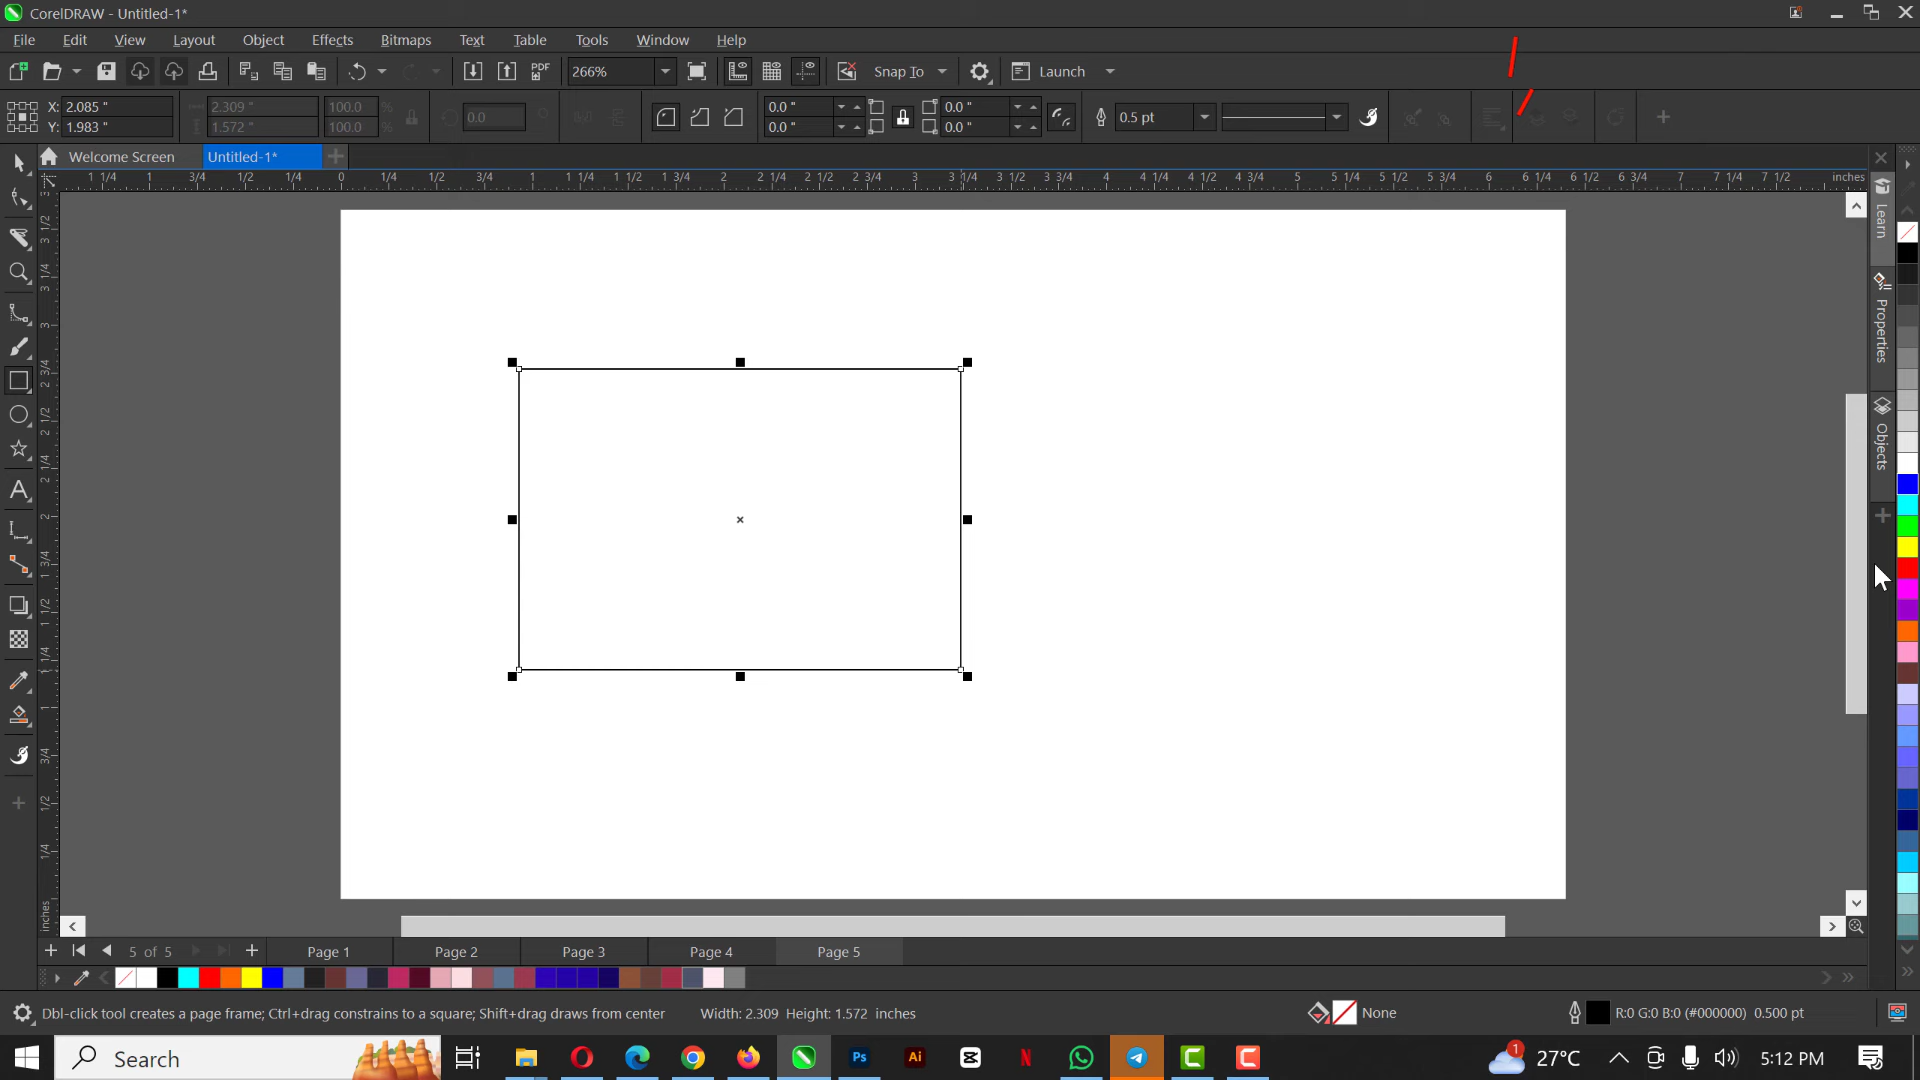 CorelDRAW - Untitled-1*
File Edit View Layout Object Effects Bitmaps Text Table Tools Window Help
PDF 266% Snap To Launch
X: 2.085 " 2.309 " 100.0 % 0.0 0.0 " 0.0 " 0.5 pt
Y: 1.983 " 1.572 " 100.0 % 0.0 " 0.0 "
Welcome Screen Untitled-1*
1 1/4 1 3/4 1/2 1/4 0 1/4 1/2 3/4 1 1 1/4 1 1/2 1 3/4 2 2 1/4 2 1/2 2 3/4 3 3 1/4 3 1/2 3 3/4 4 4 1/4 4 1/2 4 3/4 5 5 1/4 5 1/2 5 3/4 6 6 1/4 6 1/2 6 3/4 7 7 1/4 7 1/2 inches
Learn
Properties
Objects
inches
5 of 5 Page 1 Page 2 Page 3 Page 4 Page 5
Dbl-click tool creates a page frame; Ctrl+drag constrains to a square; Shift+drag draws from center Width: 2.309 Height: 1.572 inches None R:0 G:0 B:0 (#000000) 0.500 pt
Search Ps Ai N 1 27°C 5:12 PM